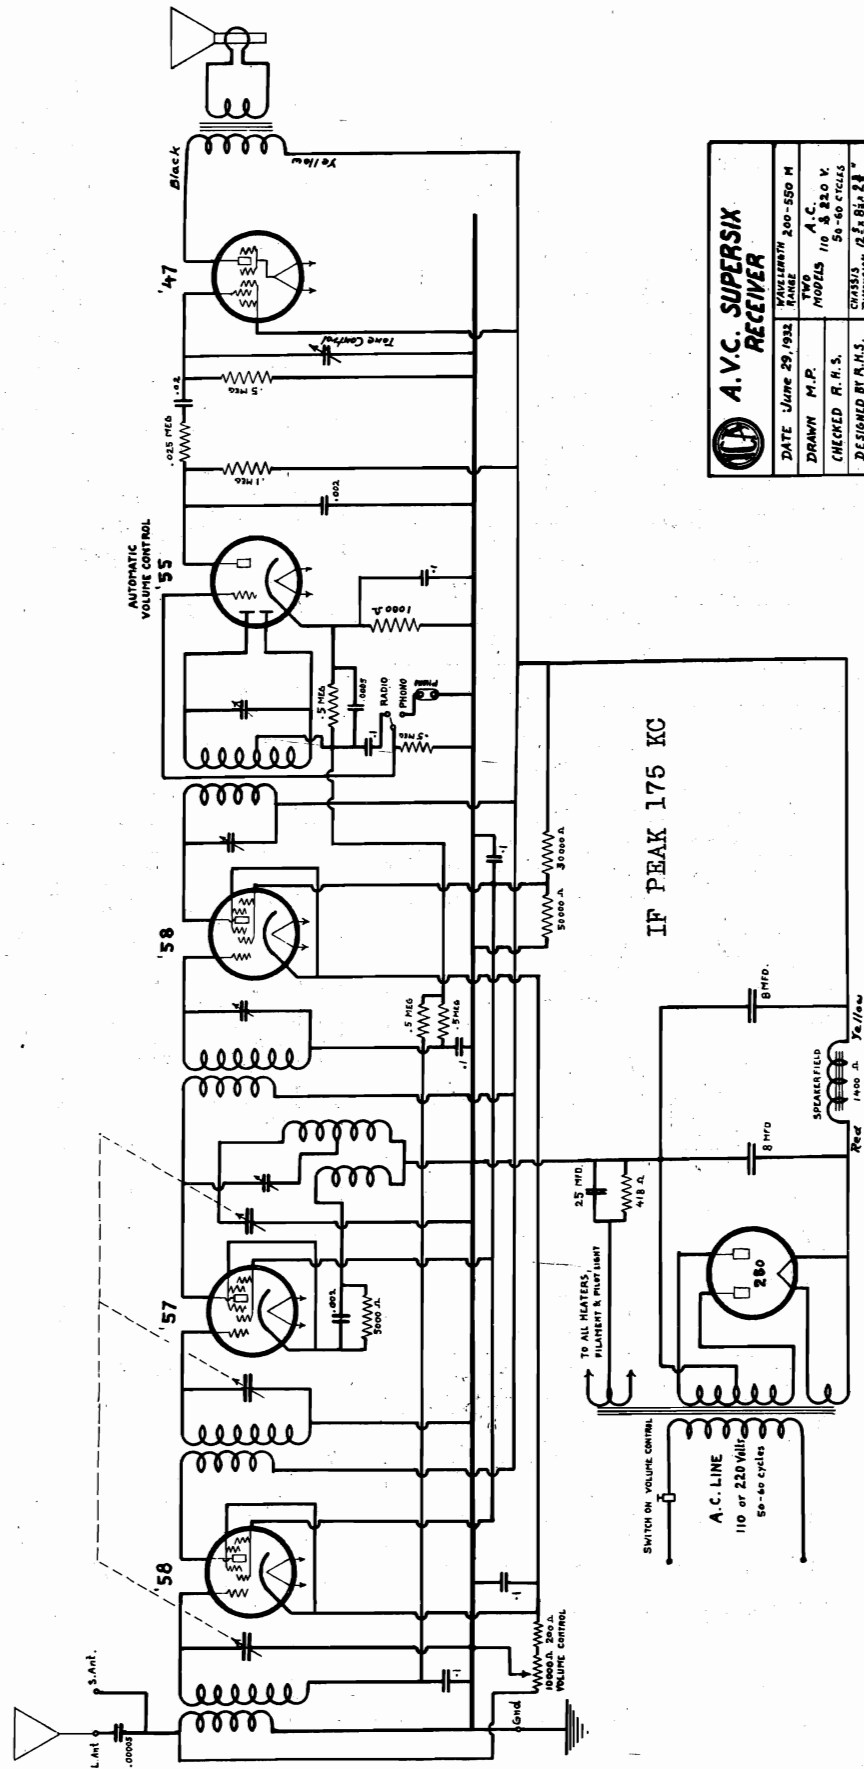 L.Ant
S.Ant.
.00005
'58
'57
'58
AUTOMATIC
VOLUME CONTROL
'55
'47
Black
Yellow
.025 MEG
.02
.1 MEG
.5 MEG
Tone Control
.002
.1
1000 Ω
.5 MEG
.0005
.1
RADIO
PHONO
PHONO
.5 MEG
.1
30000 Ω
50000 Ω
.5 MEG
.5 MEG
.1
.002
5000 Ω
.1
.1
10000 Ω 200 Ω
VOLUME CONTROL
Gnd
IF PEAK 175 KC
TO ALL HEATERS,
FILAMENT & PILOT LIGHT
25 MFD.
418 Ω
8 MFD
8 MFD.
SPEAKER FIELD
1400 Ω
Red
Yellow
280
SWITCH ON VOLUME CONTROL
A.C. LINE
110 or 220 Volts
50-60 cycles
A.V.C. SUPERSIX
RECEIVER
DATE June 29, 1932
WAVELENGTH 200-550 M
RANGE
DRAWN M.P.
TWO A.C.
MODELS 110 & 220 V.
50-60 CYCLES
CHECKED R.H.S.
DESIGNED BY R.H.S.
CHASSIS